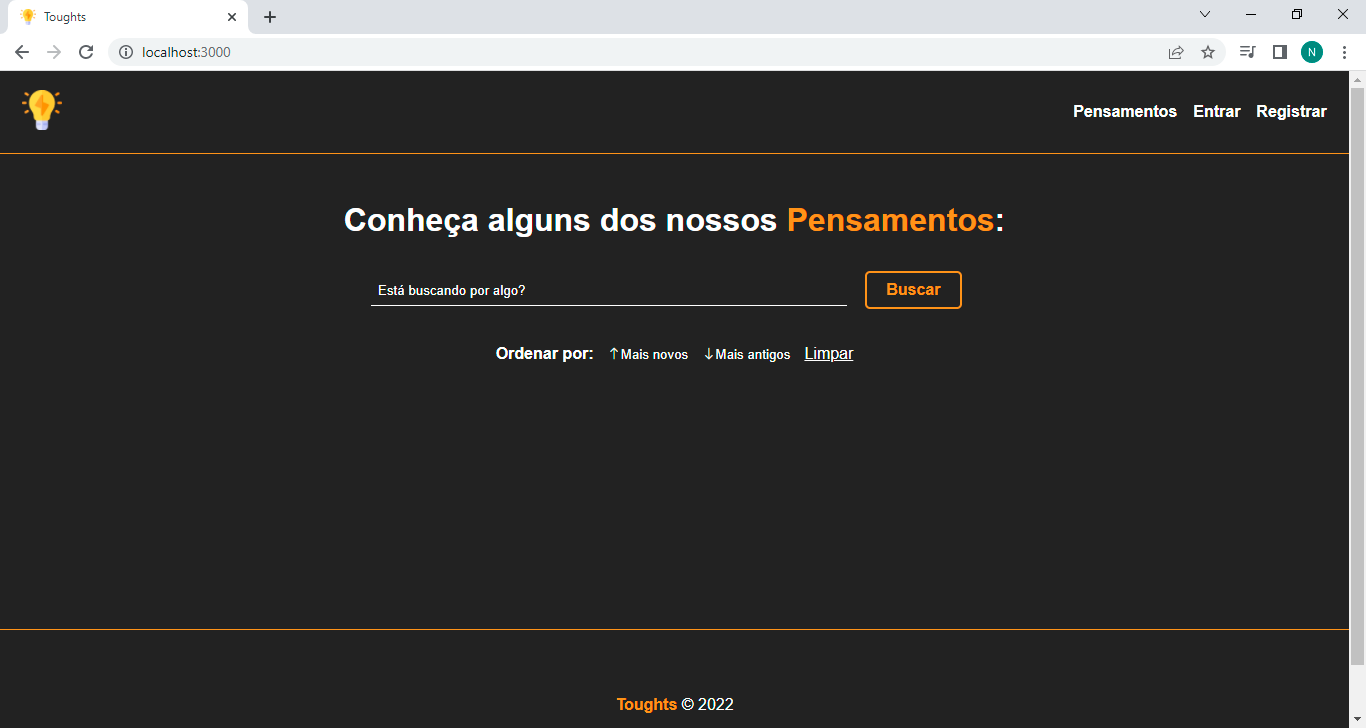 Toughts
localhost:3000
N
Pensamentos Entrar Registrar
Conheça alguns dos nossos Pensamentos:
Está buscando por algo? Buscar
Ordenar por: ↑Mais novos ↓Mais antigos Limpar
Toughts © 2022